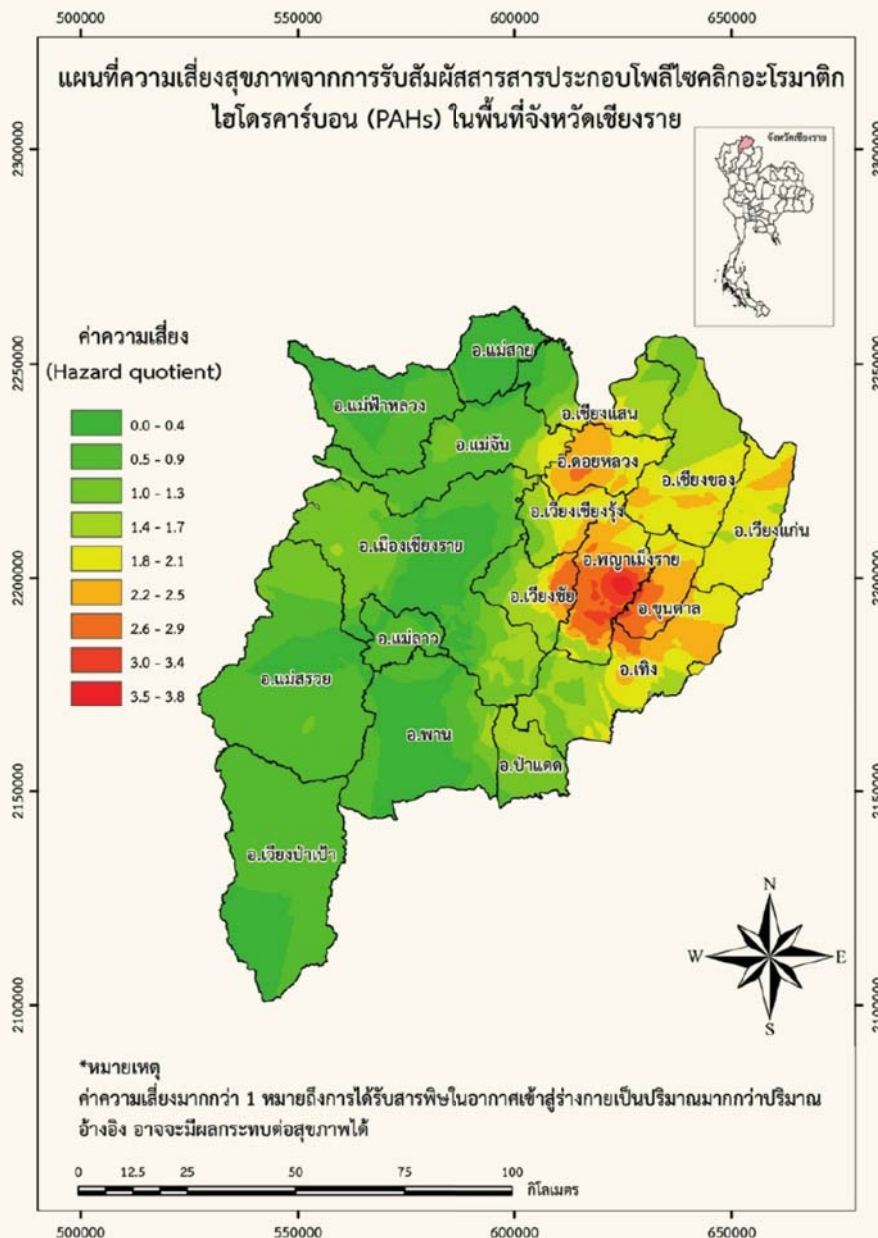 500000
550000
600000
650000
แผนที่ความเสี่ยงสุขภาพจากการรับสัมผัสสารสารประกอบโพลีไซคลิกอะโรมาติก
ไฮโดรคาร์บอน (PAHs) ในพื้นที่จังหวัดเชียงราย
จังหวัดเชียงราย
2300000
2300000
2250000
2250000
2200000
2200000
2150000
2150000
2100000
2100000
ค่าความเสี่ยง
(Hazard quotient)
0.0 - 0.4
0.5 - 0.9
1.0 - 1.3
1.4 - 1.7
1.8 - 2.1
2.2 - 2.5
2.6 - 2.9
3.0 - 3.4
3.5 - 3.8
อ.แม่สาย
อ.แม่ฟ้าหลวง
อ.เชียงแสน
อ.แม่จัน
อ.ดอยหลวง
อ.เชียงของ
อ.เวียงเชียงรุ้ง
อ.เวียงแก่น
อ.เมืองเชียงราย
อ.พญาเม็งราย
อ.เวียงชัย
อ.ขุนตาล
อ.แม่ลาว
อ.เทิง
อ.แม่สรวย
อ.พาน
อ.ป่าแดด
อ.เวียงป่าเป้า
N
W
E
S
*หมายเหตุ
ค่าความเสี่ยงมากกว่า 1 หมายถึงการได้รับสารพิษในอากาศเข้าสู่ร่างกายเป็นปริมาณมากกว่าปริมาณ
อ้างอิง อาจจะมีผลกระทบต่อสุขภาพได้
0
12.5
25
50
75
100
กิโลเมตร
500000
550000
600000
650000